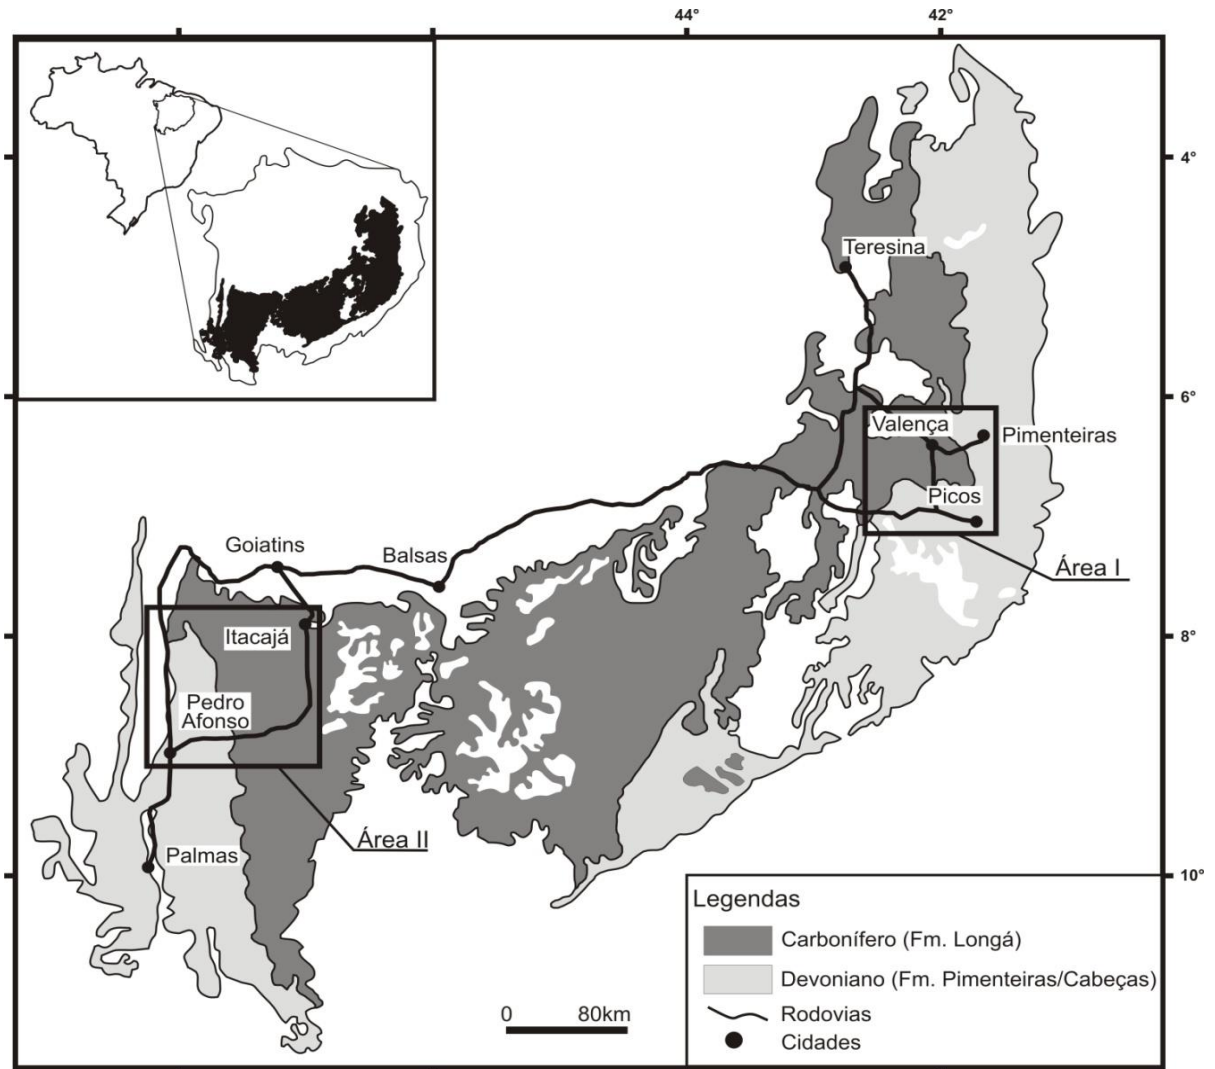 44°
42°
4°
Teresina
6°
Valença
Pimenteiras
Picos
Goiatins
Balsas
Área I
Itacajá
8°
Pedro
Afonso
Área II
Palmas
10°
Legendas
Carbonífero (Fm. Longá)
Devoniano (Fm. Pimenteiras/Cabeças)
Rodovias
Cidades
0
80km